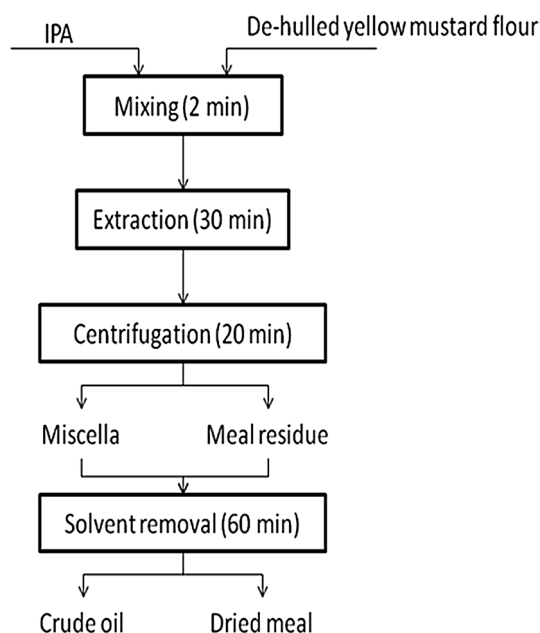 IPA
De-hulled yellow mustard flour
Mixing (2 min)
Extraction (30 min)
Centrifugation (20 min)
Miscella
Meal residue
Solvent removal (60 min)
Crude oil
Dried meal